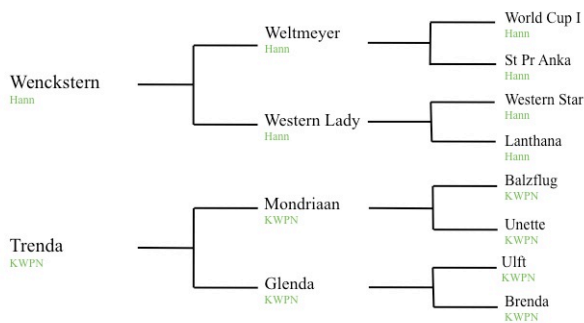 Wenckstern
Hann
Weltmeyer
Hann
World Cup I
Hann
St Pr Anka
Hann
Western Lady
Hann
Western Star
Hann
Lanthana
Hann
Trenda
KWPN
Mondriaan
KWPN
Balzflug
KWPN
Unette
KWPN
Glenda
KWPN
Ulft
KWPN
Brenda
KWPN